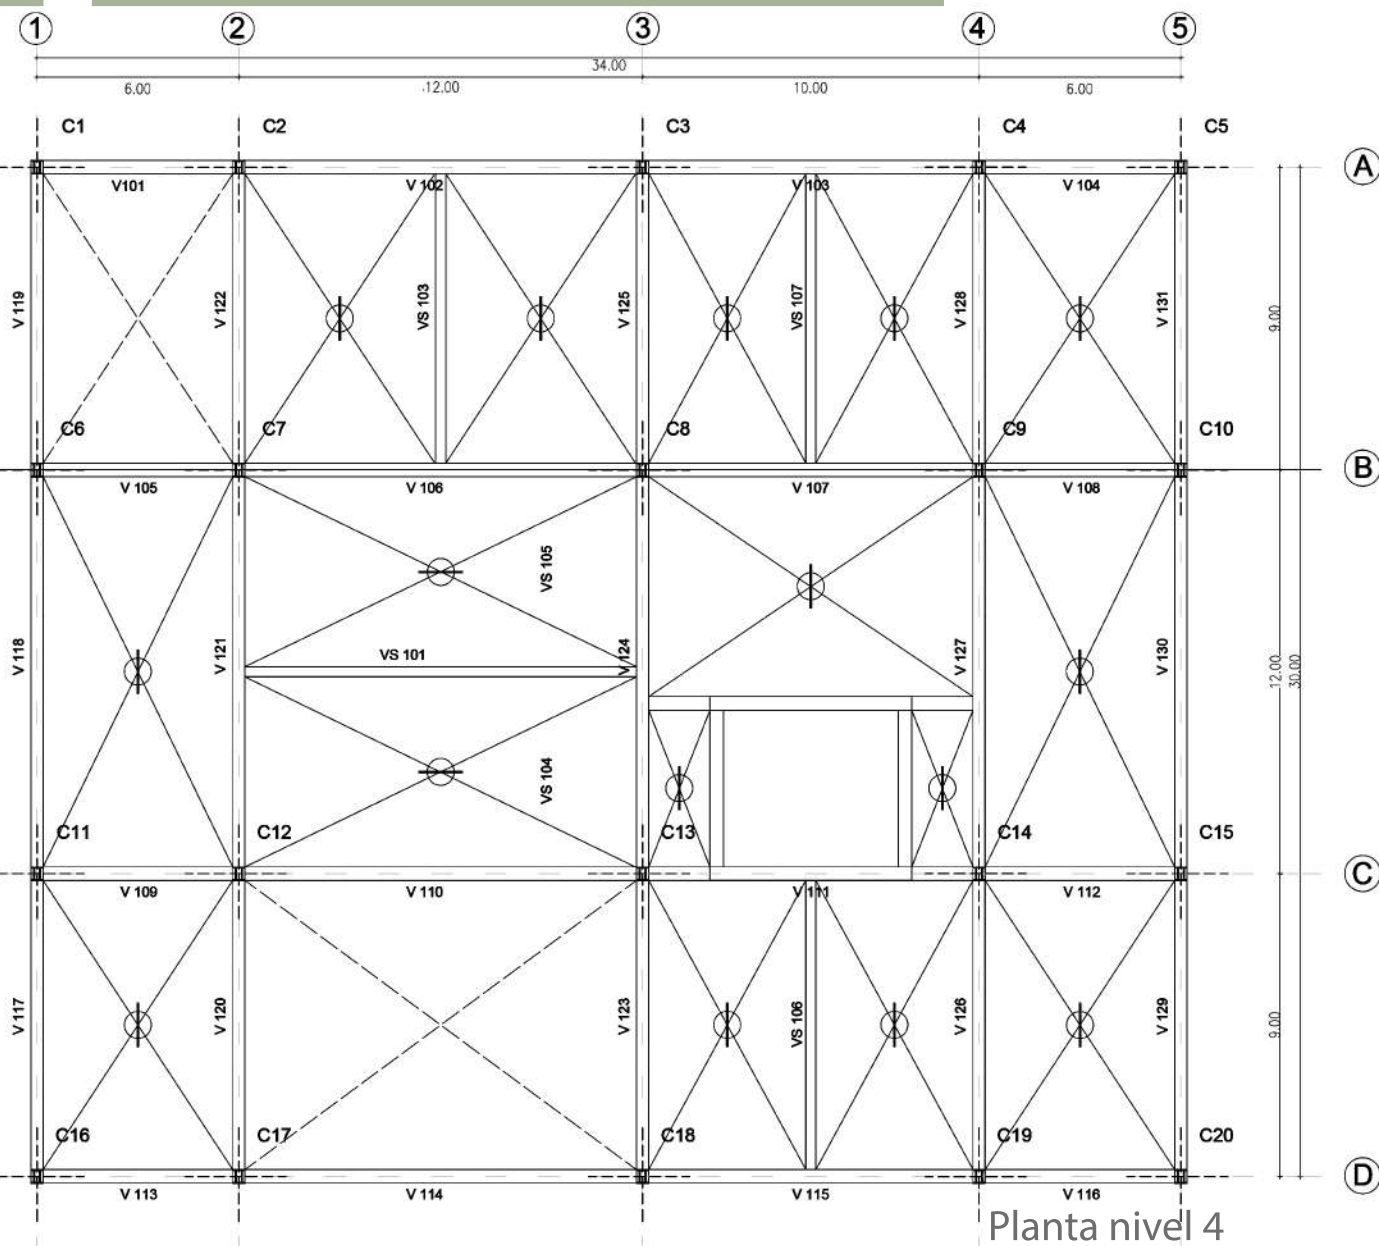 1 2 3 4 5
34.00
6.00 12.00 10.00 6.00
C1 C2 C3 C4 C5
A
V101 V 102 V 103 V 104
V 119 V 122 VS 103 V 125 VS 107 V 128 V 131 9.00
C6 C7 C8 C9 C10
B
V 105 V 106 V 107 V 108
VS 105
V 118 V 121 VS 101 V 124 V 127 V 130 12.00 30.00
VS 104
C11 C12 C13 C14 C15
C
V 109 V 110 V 111 V 112
V 117 V 120 V 123 VS 106 V 126 V 129 9.00
C16 C17 C18 C19 C20
D
V 113 V 114 V 115 V 116
Planta nivel 4